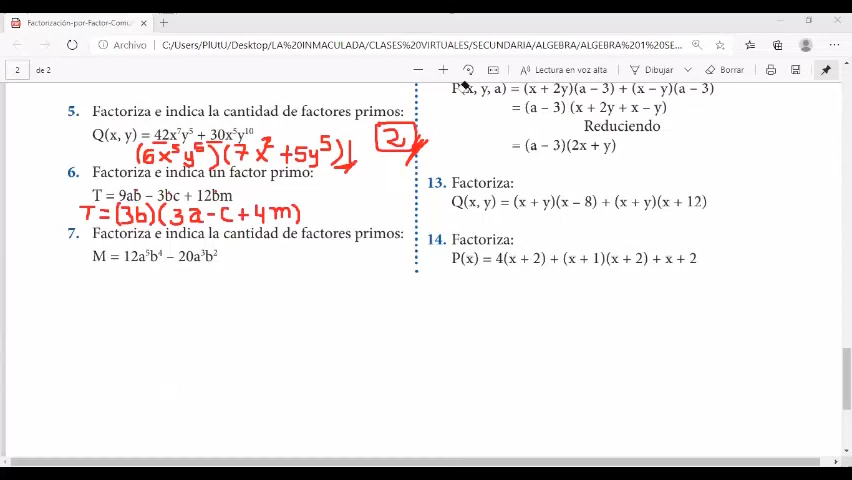 Factorización-por-Factor-Comun
Archivo | C:/Users/PlUtU/Desktop/LA%20INMACULADA/CLASES%20VIRTUALES/SECUNDARIA/ALGEBRA/ALGEBRA%201%20SE...
2 de 2
Lectura en voz alta
Dibujar
Borrar
5. Factoriza e indica la cantidad de factores primos:
Q(x, y) = 42x⁷y⁵ + 30x⁵y¹⁰
(6x⁵y⁵)(7x² + 5y⁵)
2
6. Factoriza e indica un factor primo:
T = 9ab – 3bc + 12bm
T = (3b)(3a - c + 4m)
7. Factoriza e indica la cantidad de factores primos:
M = 12a⁵b⁴ – 20a³b²
P(x, y, a) = (x + 2y)(a – 3) + (x – y)(a – 3)
= (a – 3) (x + 2y + x – y)
Reduciendo
= (a – 3)(2x + y)
13. Factoriza:
Q(x, y) = (x + y)(x – 8) + (x + y)(x + 12)
14. Factoriza:
P(x) = 4(x + 2) + (x + 1)(x + 2) + x + 2